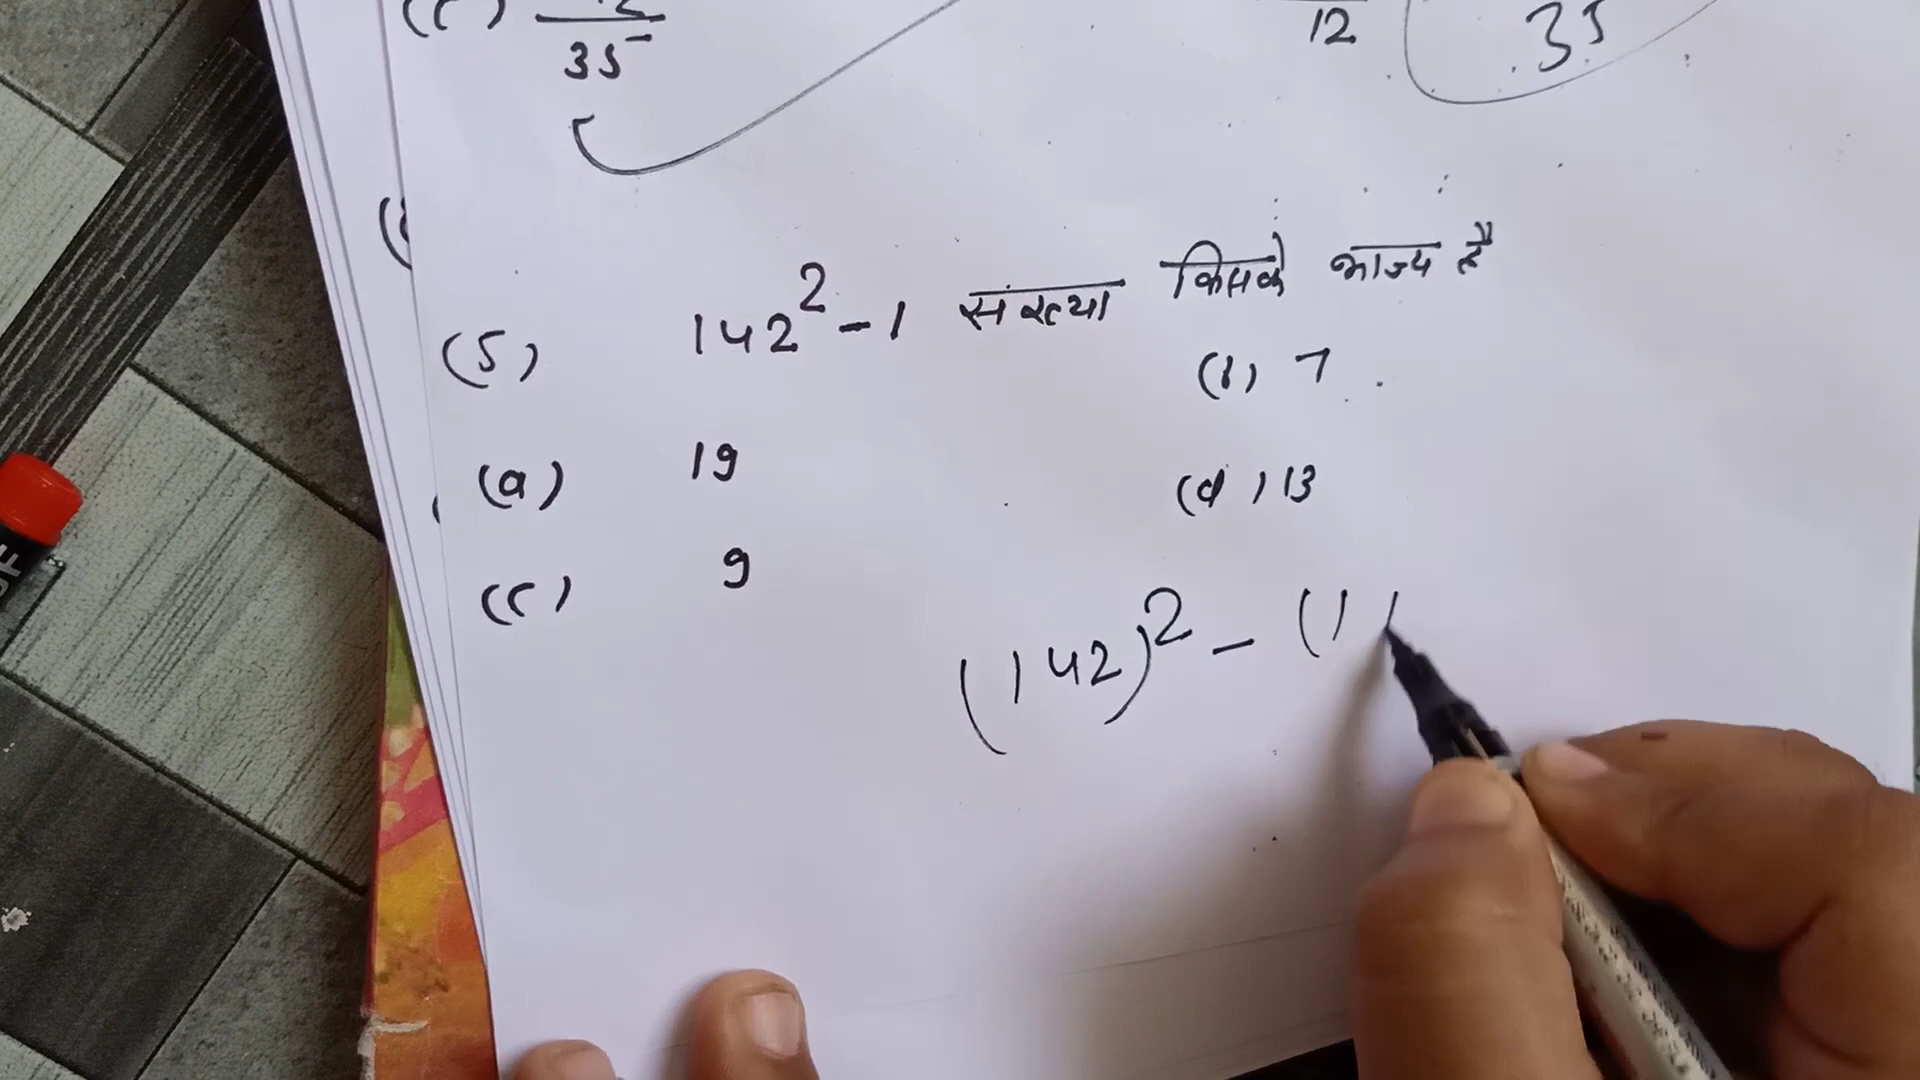 (c) 35 12 35
(5) 142² - 1 संख्या किसके भाज्य है
(b) 7
(a) 19 (d) 13
(c) 9
(142)² - (1